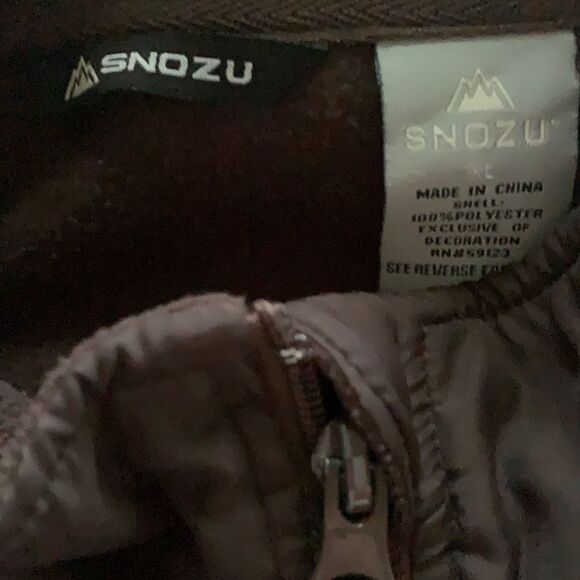 SNOZU
SNOZU
MADE IN CHINA
SHELL:
100%POLYESTER
EXCLUSIVE OF
DECORATION
RN#59123
SEE REVERSE